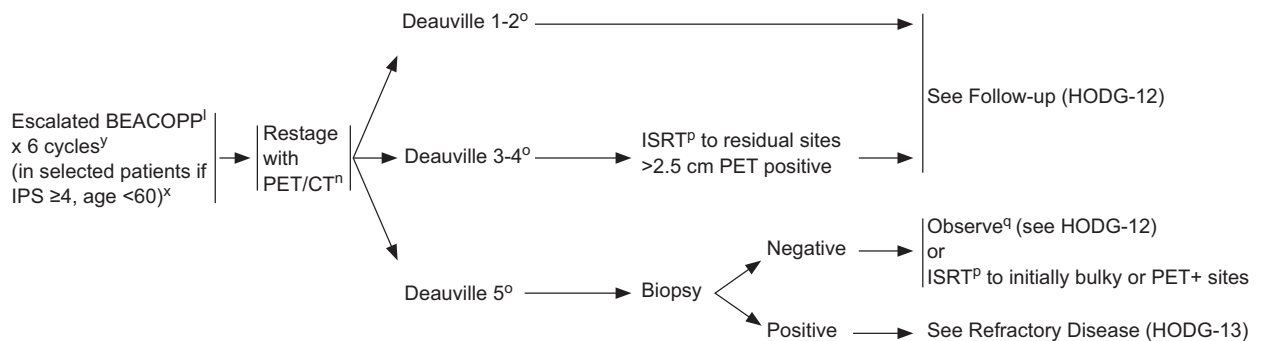 Escalated BEACOPPˡ
x 6 cyclesʸ
(in selected patients if
IPS ≥4, age <60)ˣ
Restage
with
PET/CTⁿ
Deauville 1-2ᵒ
Deauville 3-4ᵒ
ISRTᵖ to residual sites
>2.5 cm PET positive
See Follow-up (HODG-12)
Deauville 5ᵒ
Biopsy
Negative
Observeq (see HODG-12)
or
ISRTᵖ to initially bulky or PET+ sites
Positive
See Refractory Disease (HODG-13)